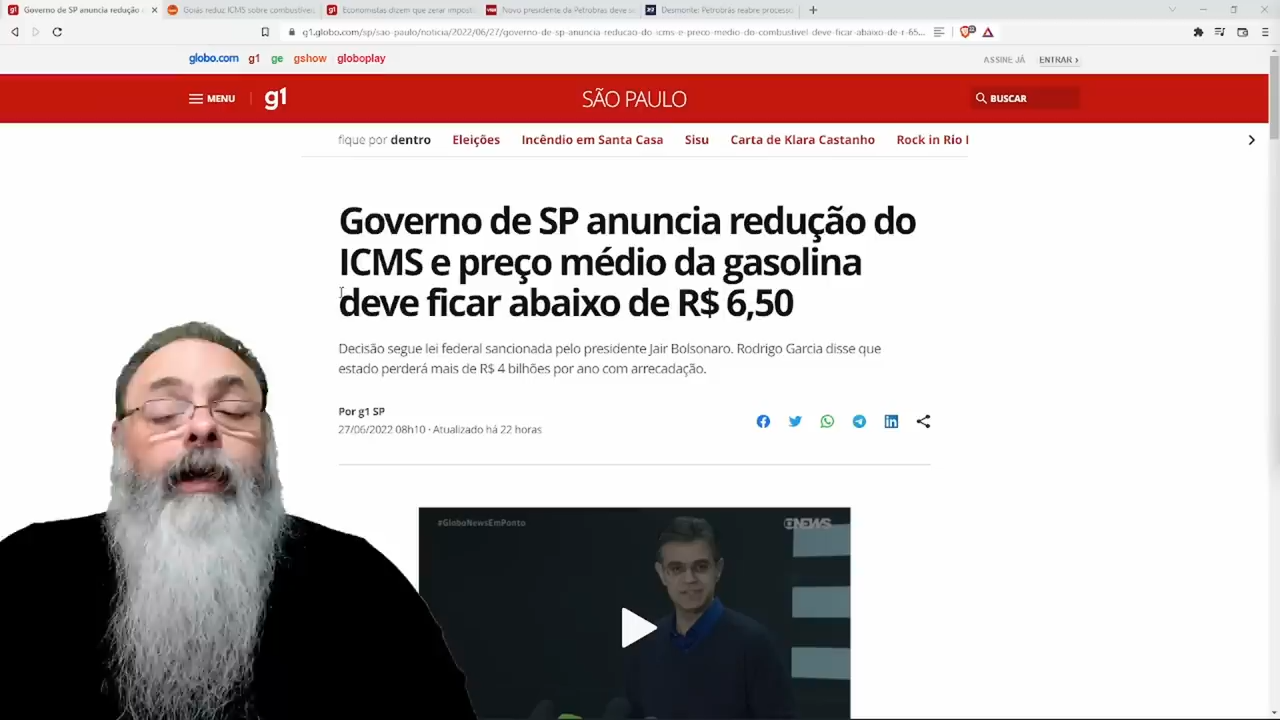 Governo de SP anuncia redução d
Goiás reduz ICMS sobre combustíveis
Economistas dizem que zerar impost
Novo presidente da Petrobras deve s
Desmonte: Petrobrás reabre processo
g1.globo.com/sp/sao-paulo/noticia/2022/06/27/governo-de-sp-anuncia-reducao-do-icms-e-preco-medio-do-combustivel-deve-ficar-abaixo-de-r-65...
globo.com g1 ge gshow globoplay
ASSINE JÁ ENTRAR ›
MENU g1 SÃO PAULO BUSCAR
fique por dentro Eleições Incêndio em Santa Casa Sisu Carta de Klara Castanho Rock in Rio l
Governo de SP anuncia redução do
ICMS e preço médio da gasolina
deve ficar abaixo de R$ 6,50
Decisão segue lei federal sancionada pelo presidente Jair Bolsonaro. Rodrigo Garcia disse que
estado perderá mais de R$ 4 bilhões por ano com arrecadação.
Por g1 SP
27/06/2022 08h10 · Atualizado há 22 horas
#GloboNewsEmPonto
NEWS